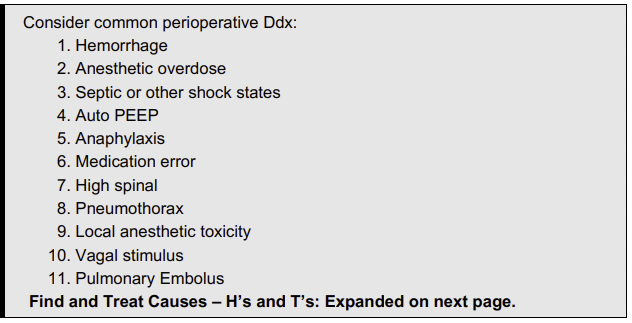 Consider common perioperative Ddx:
1. Hemorrhage
2. Anesthetic overdose
3. Septic or other shock states
4. Auto PEEP
5. Anaphylaxis
6. Medication error
7. High spinal
8. Pneumothorax
9. Local anesthetic toxicity
10. Vagal stimulus
11. Pulmonary Embolus
Find and Treat Causes – H’s and T’s: Expanded on next page.